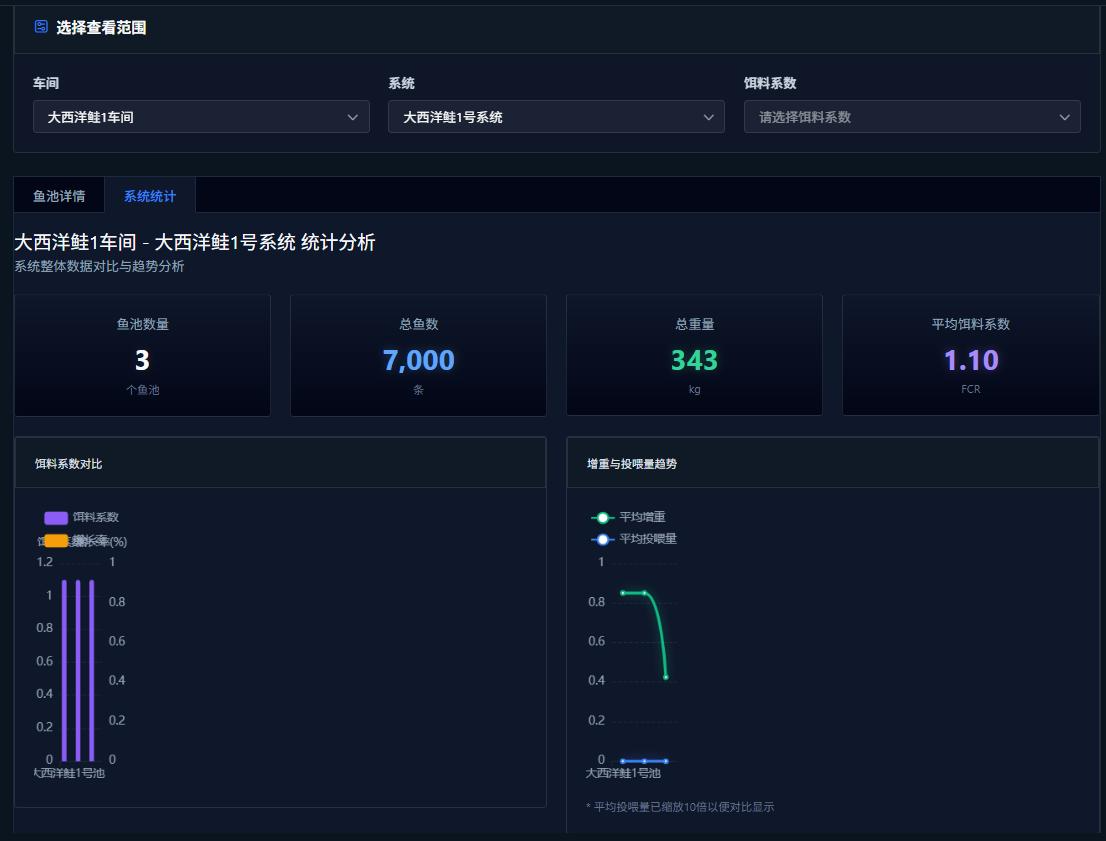 选择查看范围
车间 系统 饵料系数
大西洋鲑1车间 大西洋鲑1号系统 请选择饵料系数
鱼池详情 系统统计
大西洋鲑1车间 - 大西洋鲑1号系统 统计分析
系统整体数据对比与趋势分析
鱼池数量 总鱼数 总重量 平均饵料系数
3 7,000 343 1.10
个鱼池 条 kg FCR
饵料系数对比
饵料系数
增长率(%)
1.2 1
1 0.8
0.8 0.6
0.6 0.4
0.4 0.2
0.2 0
0
大西洋鲑1号池
增重与投喂量趋势
平均增重
平均投喂量
1
0.8
0.6
0.4
0.2
0
大西洋鲑1号池
* 平均投喂量已缩放10倍以便对比显示